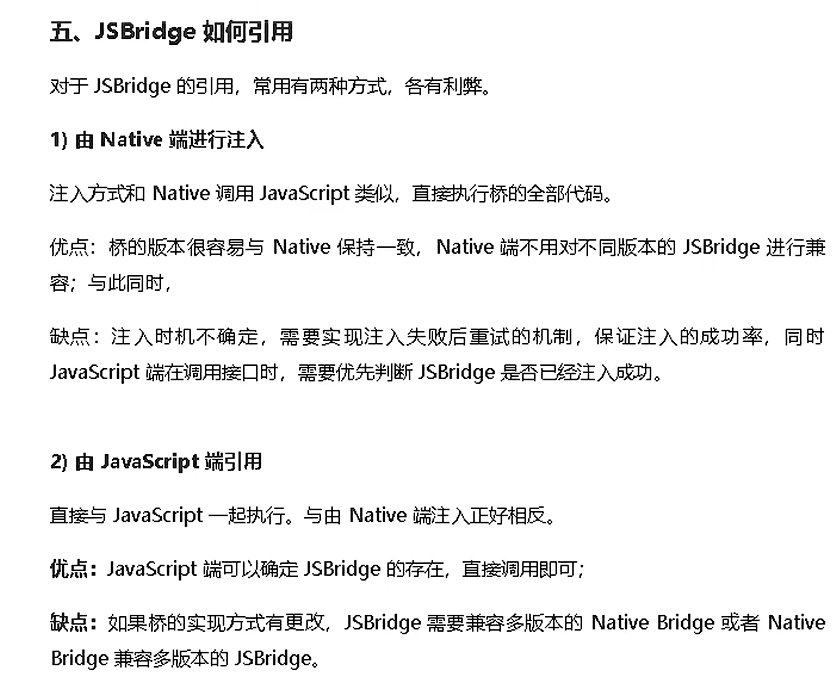 五、JSBridge 如何引用
对于 JSBridge 的引用，常用有两种方式，各有利弊。
1) 由 Native 端进行注入
注入方式和 Native 调用 JavaScript 类似，直接执行桥的全部代码。
优点：桥的版本很容易与 Native 保持一致，Native 端不用对不同版本的 JSBridge 进行兼
容；与此同时，
缺点：注入时机不确定，需要实现注入失败后重试的机制，保证注入的成功率，同时
JavaScript 端在调用接口时，需要优先判断 JSBridge 是否已经注入成功。
2) 由 JavaScript 端引用
直接与 JavaScript 一起执行。与由 Native 端注入正好相反。
优点：JavaScript 端可以确定 JSBridge 的存在，直接调用即可；
缺点：如果桥的实现方式有更改，JSBridge 需要兼容多版本的 Native Bridge 或者 Native
Bridge 兼容多版本的 JSBridge。